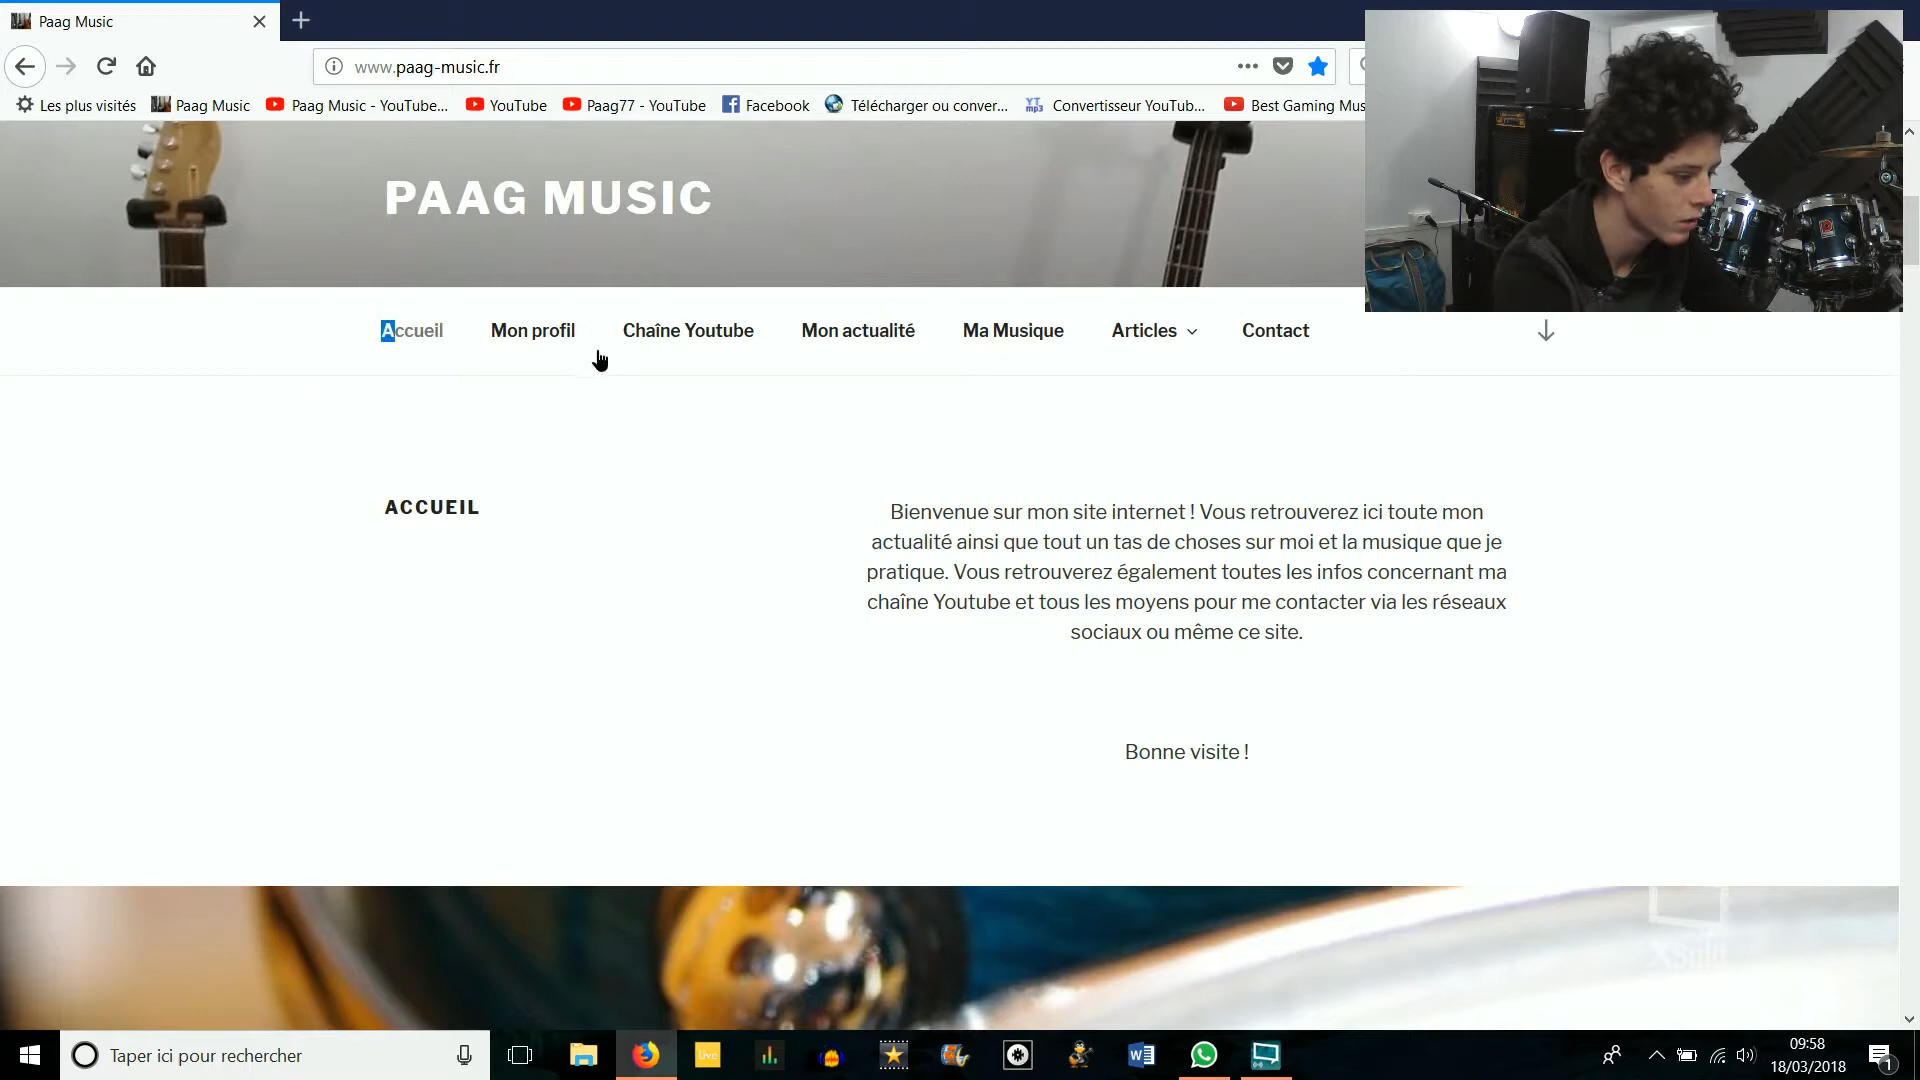 Paag Music
www.paag-music.fr
Les plus visités Paag Music Paag Music - YouTube... YouTube Paag77 - YouTube Facebook Télécharger ou conver... Convertisseur YouTub... Best Gaming Mus
YT mp3
PAAG MUSIC
Accueil Mon profil Chaîne Youtube Mon actualité Ma Musique Articles Contact
ACCUEIL
Bienvenue sur mon site internet ! Vous retrouverez ici toute mon
actualité ainsi que tout un tas de choses sur moi et la musique que je
pratique. Vous retrouverez également toutes les infos concernant ma
chaîne Youtube et tous les moyens pour me contacter via les réseaux
sociaux ou même ce site.
Bonne visite !
XSplit
Taper ici pour rechercher
Live
09:58
18/03/2018
1